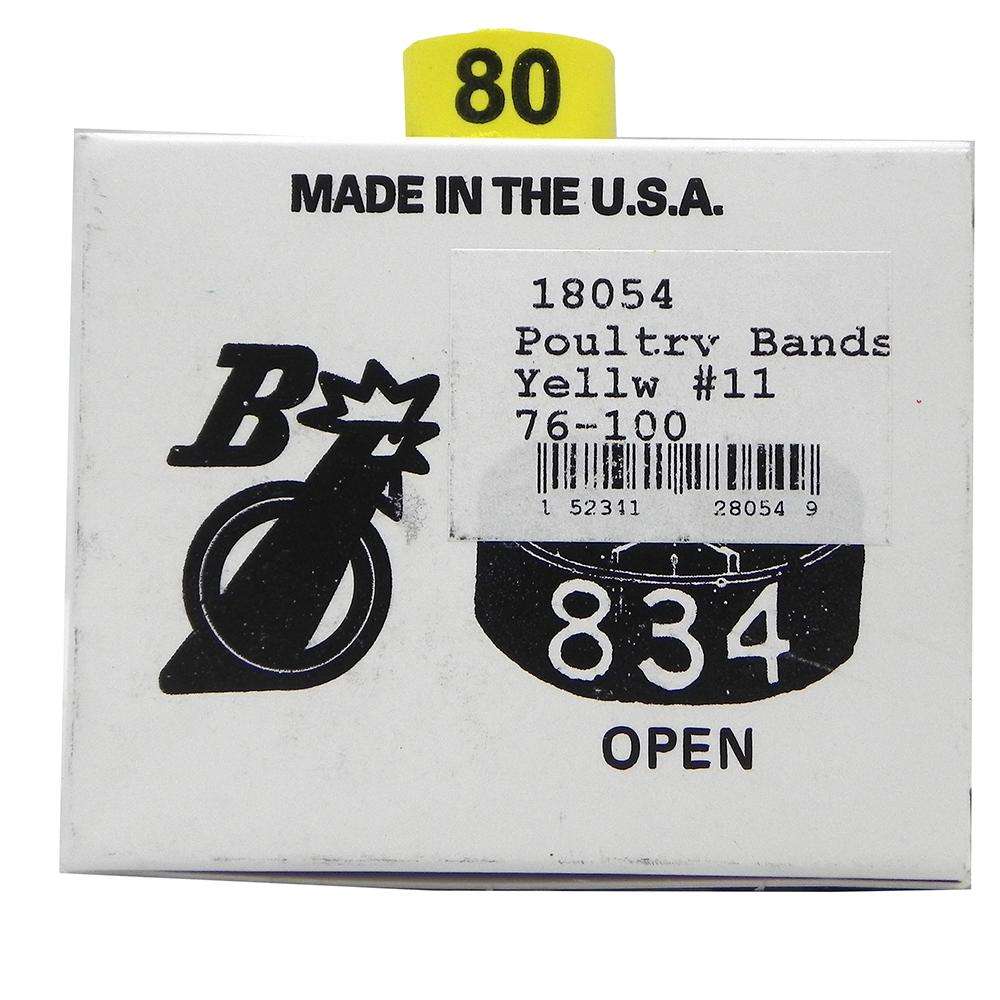 80
MADE IN THE U.S.A.
18054
Poultry Bands
Yellw #11
76-100
1 52341 28054 9
B
834
OPEN